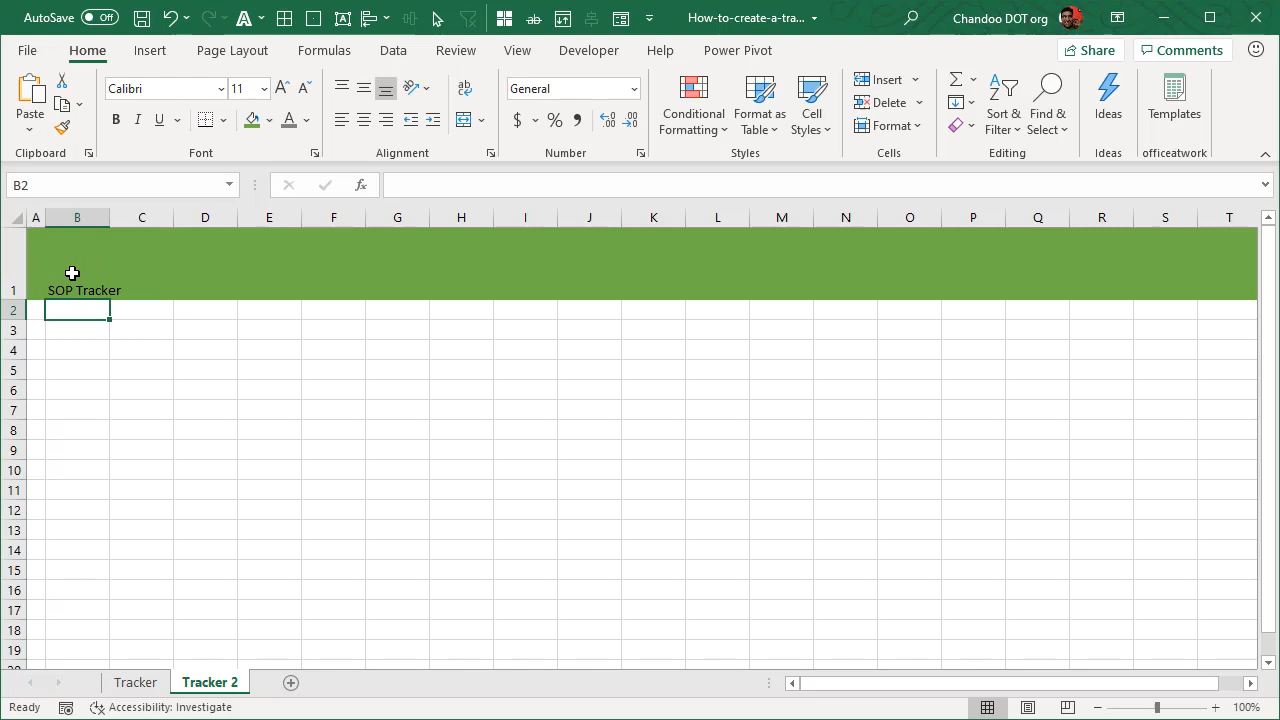 AutoSave Off How-to-create-a-tra... Chandoo DOT org
File Home Insert Page Layout Formulas Data Review View Developer Help Power Pivot Share Comments
Paste
Clipboard
Calibri 11
B I U
Font
Alignment
General
$ % ,
Number
Conditional Formatting
Format as Table
Cell Styles
Styles
Insert
Delete
Format
Cells
Sort & Filter
Find & Select
Editing
Ideas
Ideas
Templates
officeatwork
B2 fx
A B C D E F G H I J K L M N O P Q R S T
1 SOP Tracker
2
3
4
5
6
7
8
9
10
11
12
13
14
15
16
17
18
19
Tracker Tracker 2
Ready Accessibility: Investigate 100%